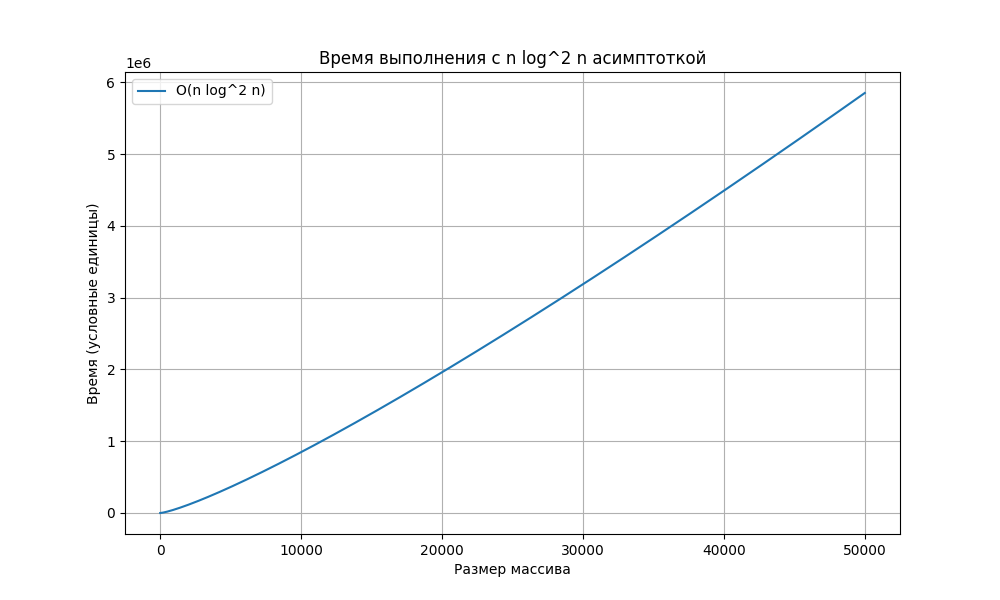 Время выполнения с n log^2 n асимптоткой
1e6
O(n log^2 n)
6
5
4
3
2
1
0
Время (условные единицы)
0 10000 20000 30000 40000 50000
Размер массива